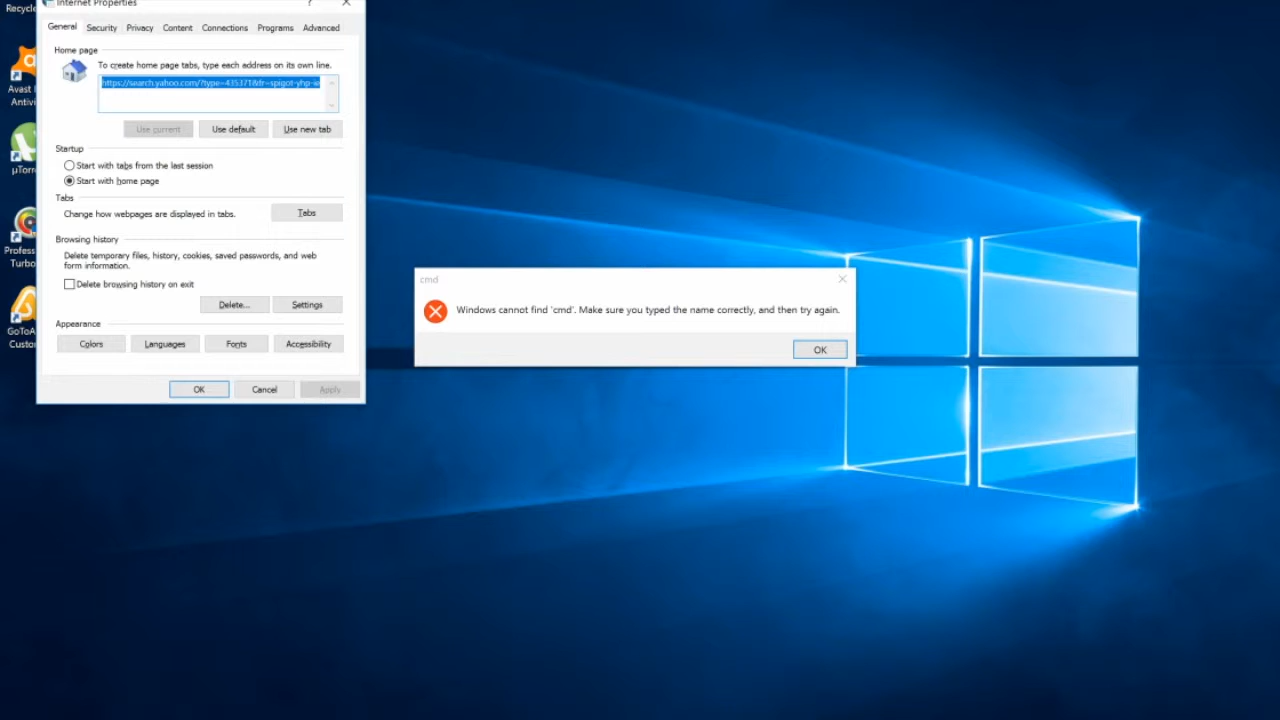 Recycle
Avast F
Antivi
µTorr
Profess
Turbo
GoToA
Custo
Internet Properties
?
General Security Privacy Content Connections Programs Advanced
Home page
To create home page tabs, type each address on its own line.
https://search.yahoo.com/?type=435371&fr=spigot-yhp-ie
Use current Use default Use new tab
Startup
Start with tabs from the last session
Start with home page
Tabs
Change how webpages are displayed in tabs. Tabs
Browsing history
Delete temporary files, history, cookies, saved passwords, and web
form information.
Delete browsing history on exit
Delete... Settings
Appearance
Colors Languages Fonts Accessibility
OK Cancel Apply
cmd
Windows cannot find 'cmd'. Make sure you typed the name correctly, and then try again.
OK